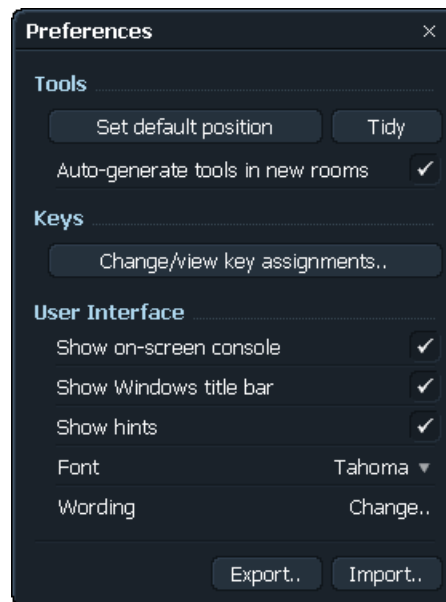 Preferences
Tools
Set default position Tidy
Auto-generate tools in new rooms
Keys
Change/view key assignments..
User Interface
Show on-screen console
Show Windows title bar
Show hints
Font Tahoma
Wording Change..
Export.. Import..